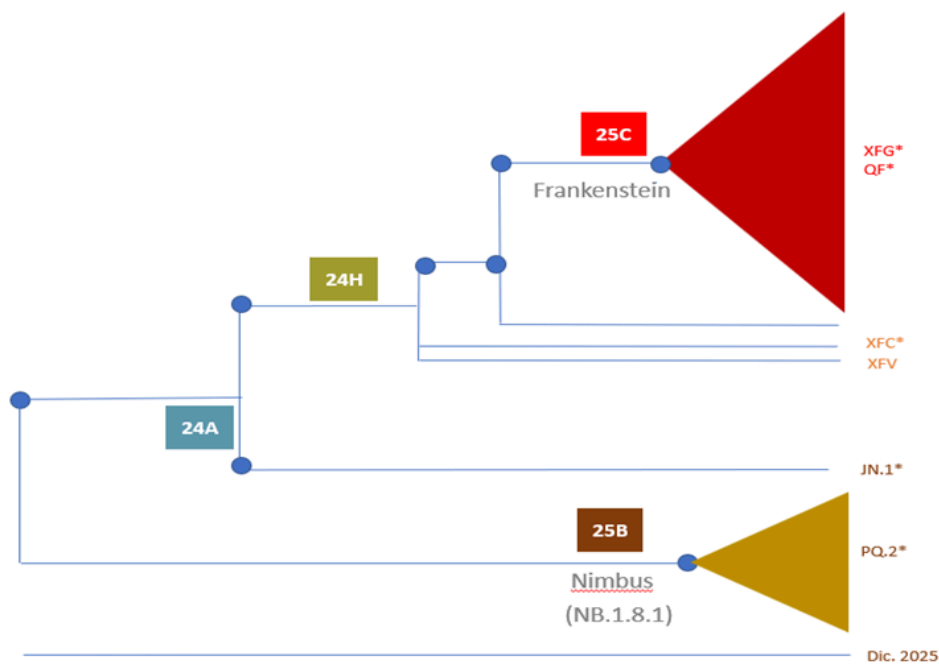 25C
Frankenstein
XFG*
QF*
24H
XFC*
XFV
24A
JN.1*
25B
Nimbus
(NB.1.8.1)
PQ.2*
Dic. 2025